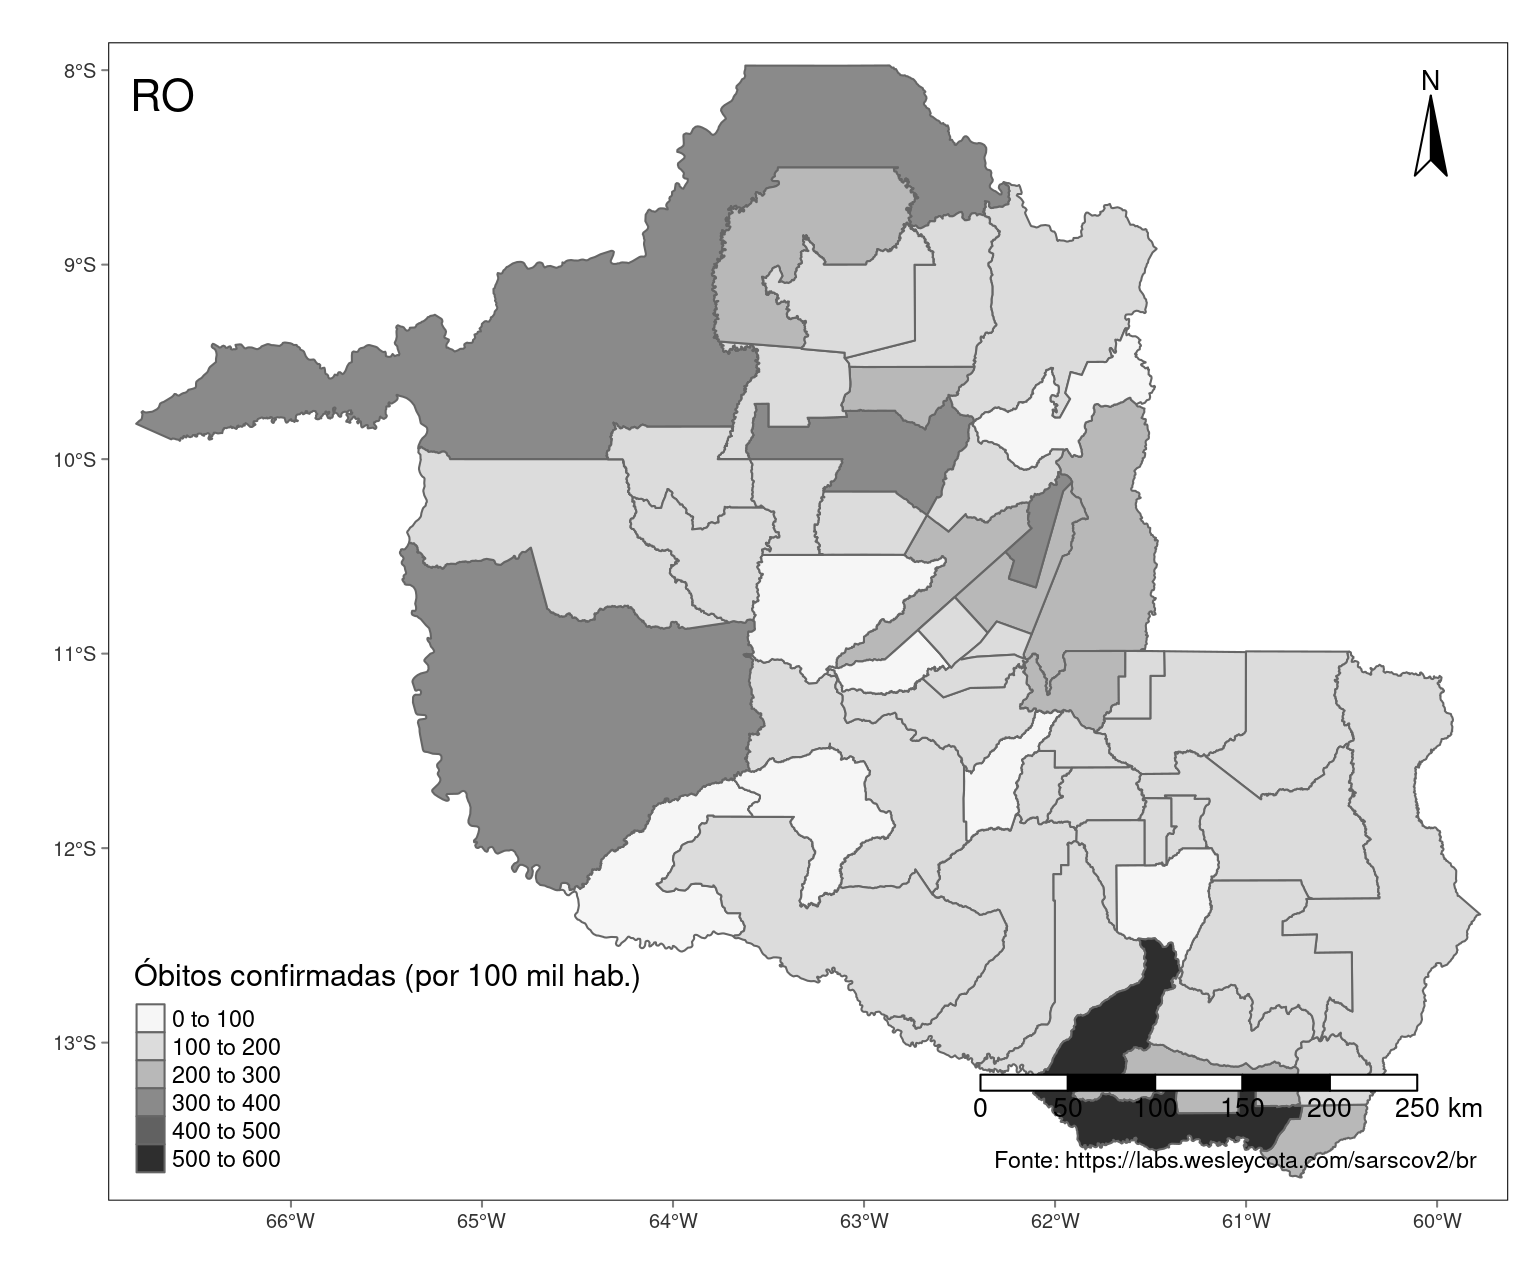 RO
N
8°S
9°S
10°S
11°S
12°S
13°S
Óbitos confirmadas (por 100 mil hab.)
0 to 100
100 to 200
200 to 300
300 to 400
400 to 500
500 to 600
0 50 100 150 200 250 km
Fonte: https://labs.wesleycota.com/sarscov2/br
66°W 65°W 64°W 63°W 62°W 61°W 60°W